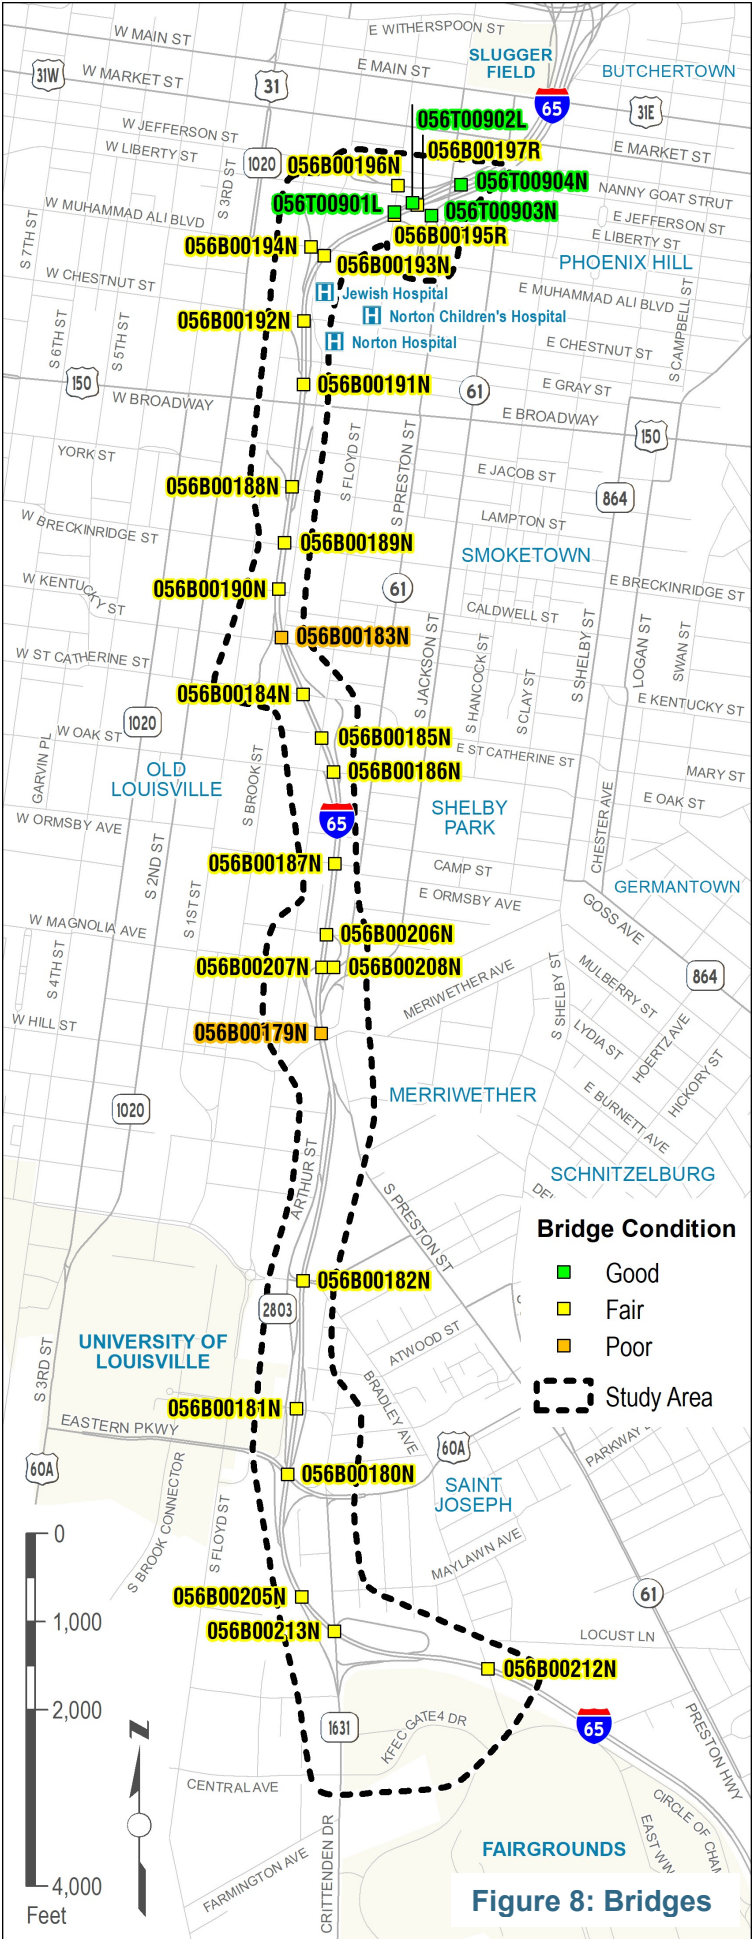 W MAIN ST
E WITHERSPOON ST
SLUGGER
FIELD
31W
W MARKET ST
31
E MAIN ST
BUTCHERTOWN
65
31E
056T00902L
W JEFFERSON ST
W LIBERTY ST
1020
056B00197R
E MARKET ST
056B00196N
056T00904N
NANNY GOAT STRUT
S 3RD ST
056T00901L
056T00903N
E JEFFERSON ST
W MUHAMMAD ALI BLVD
056B00195R
E LIBERTY ST
S 7TH ST
056B00194N
056B00193N
PHOENIX HILL
W CHESTNUT ST
H Jewish Hospital
E MUHAMMAD ALI BLVD
S CAMPBELL ST
056B00192N
H Norton Children's Hospital
S 6TH ST
S 5TH ST
H Norton Hospital
E CHESTNUT ST
150
056B00191N
61
E GRAY ST
W BROADWAY
E BROADWAY
150
YORK ST
S FLOYD ST
S PRESTON ST
E JACOB ST
056B00188N
864
W BRECKINRIDGE ST
LAMPTON ST
056B00189N
SMOKETOWN
W KENTUCKY ST
056B00190N
61
E BRECKINRIDGE ST
CALDWELL ST
056B00183N
S JACKSON ST
S HANCOCK ST
S CLAY ST
S SHELBY ST
LOGAN ST
SWAN ST
W ST CATHERINE ST
056B00184N
E KENTUCKY ST
1020
W OAK ST
056B00185N
E ST CATHERINE ST
GARVIN PL
OLD
LOUISVILLE
S BROOK ST
056B00186N
MARY ST
E OAK ST
65
SHELBY
PARK
W ORMSBY AVE
CHESTER AVE
S 2ND ST
056B00187N
CAMP ST
S 1ST ST
E ORMSBY AVE
GERMANTOWN
W MAGNOLIA AVE
GOSS AVE
056B00206N
S 4TH ST
056B00207N
056B00208N
MERIWETHER AVE
S SHELBY ST
MULBERRY ST
864
W HILL ST
056B00179N
LYDIA ST
HOERTZ AVE
HICKORY ST
1020
MERRIWETHER
E BURNETT AVE
ARTHUR ST
SCHNITZELBURG
S PRESTON ST
Bridge Condition
Good
Fair
Poor
Study Area
056B00182N
2803
UNIVERSITY OF
LOUISVILLE
ATWOOD ST
S 3RD ST
BRADLEY AVE
056B00181N
EASTERN PKWY
60A
60A
PARKWAY
056B00180N
SAINT
JOSEPH
S BROOK CONNECTOR
S FLOYD ST
0
MAYLAWN AVE
056B00205N
61
1,000
056B00213N
LOCUST LN
056B00212N
2,000
1631
65
KFEC GATE4 DR
PRESTON HWY
Z
CENTRAL AVE
CIRCLE OF CHAM
EAST WIN
CRITTENDEN DR
FAIRGROUNDS
FARMINGTON AVE
4,000
Feet
Figure 8: Bridges